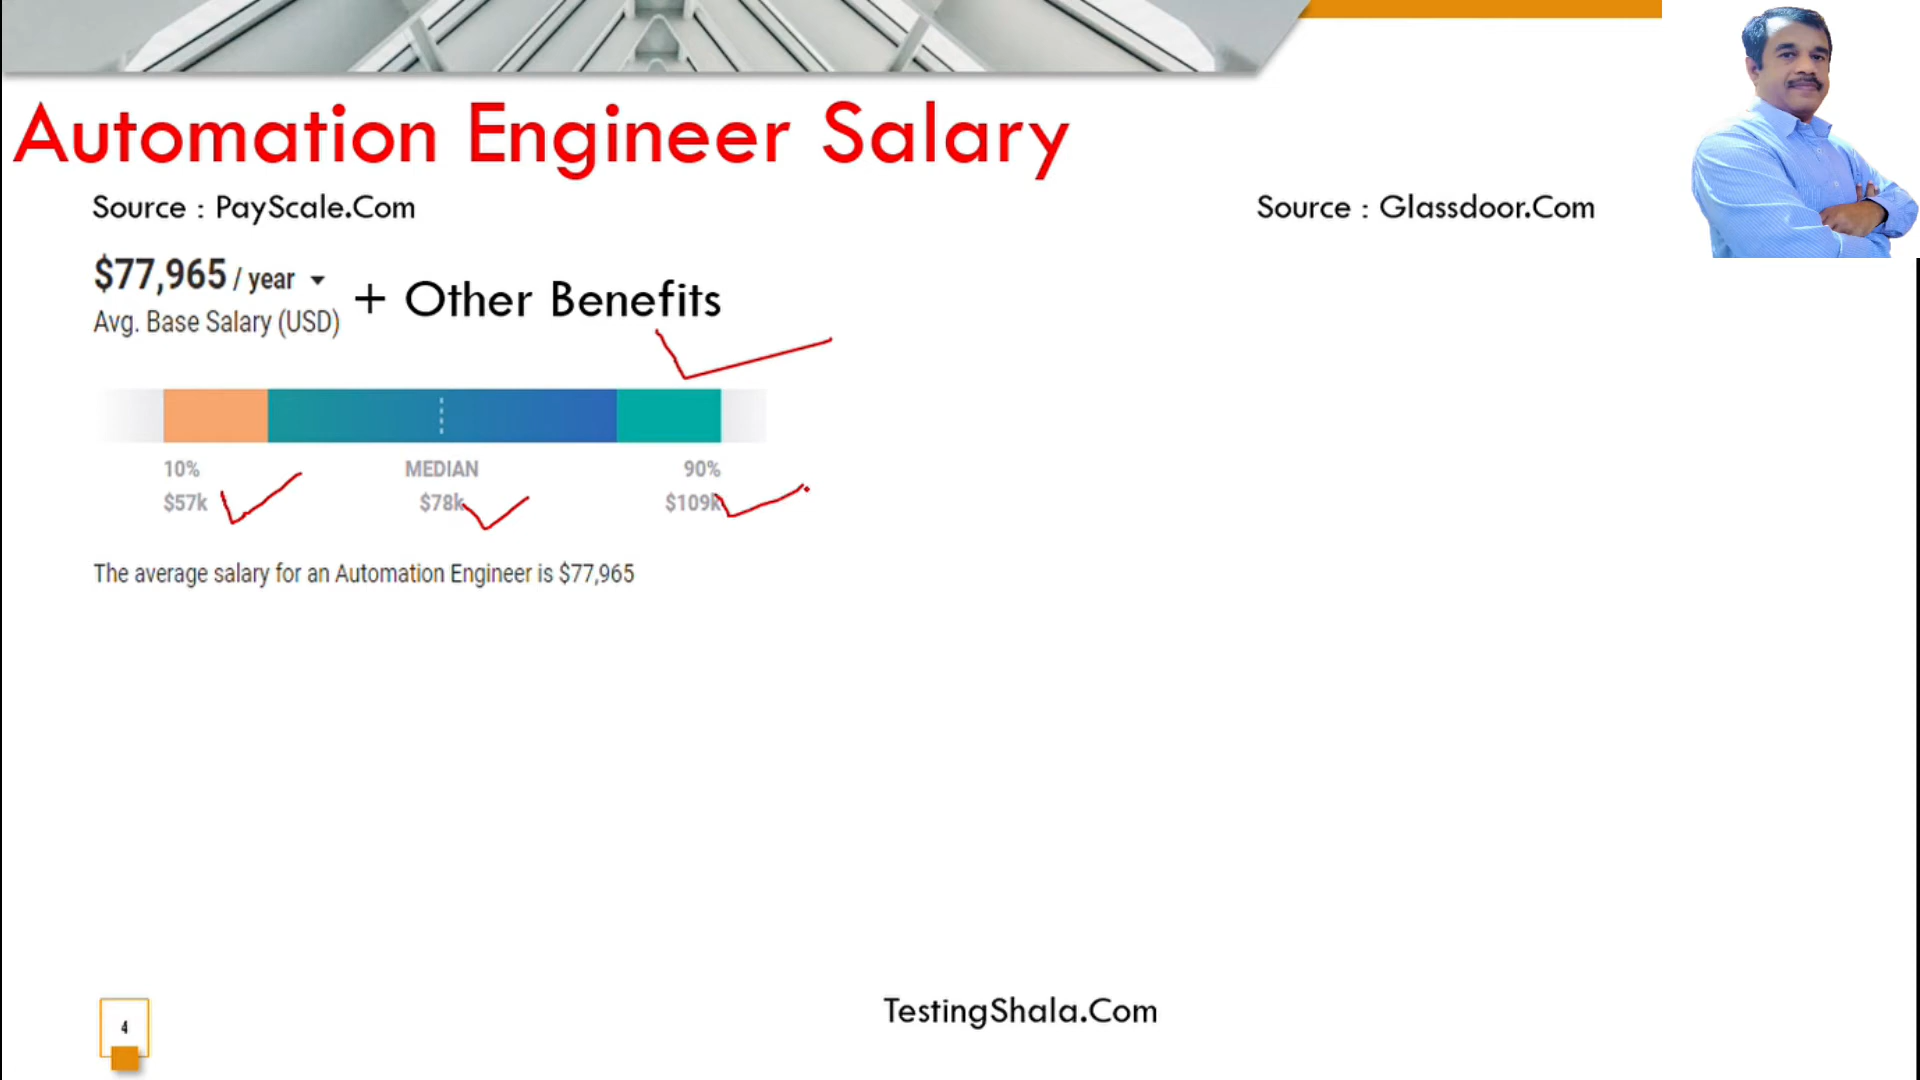 Automation Engineer Salary
Source : PayScale.Com
Source : Glassdoor.Com
$77,965 / year
+ Other Benefits
Avg. Base Salary (USD)
10% MEDIAN 90%
$57k $78k $109k
The average salary for an Automation Engineer is $77,965
TestingShala.Com
4